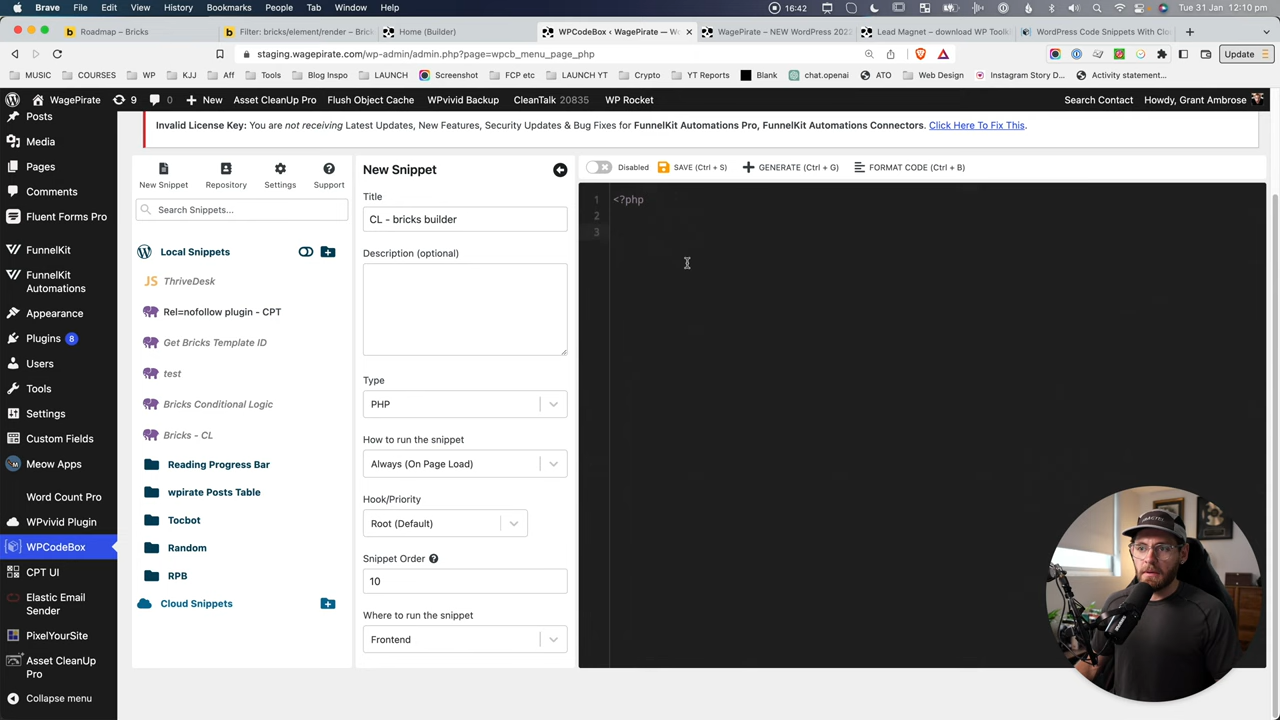 Brave File Edit View History Bookmarks People Tab Window Help 16:42 Tue 31 Jan 12:10 pm
Roadmap – Bricks
Filter: bricks/element/render – Brick
Home (Builder)
WPCodeBox ‹ WagePirate — Wo
WagePirate – NEW WORDPRESS 202
Lead Magnet – download WP Toolk
WordPress Code Snippets With Clo
staging.wagepirate.com/wp-admin/admin.php?page=wpcb_menu_page_php
Update
MUSIC COURSES WP KJJ Aff Tools Blog Inspo LAUNCH Screenshot FCP etc LAUNCH YT Crypto YT Reports Blank chat.openai ATO Web Design Instagram Story D... Activity statement...
WagePirate 9 0 + New Asset CleanUp Pro Flush Object Cache WPvivid Backup CleanTalk 20835 WP Rocket Search Contact Howdy, Grant Ambrose
Posts
Media
Pages
Comments
Fluent Forms Pro
FunnelKit
FunnelKit
Automations
Appearance
Plugins 8
Users
Tools
Settings
Custom Fields
Meow Apps
Word Count Pro
WPvivid Plugin
WPCodeBox
CPT UI
Elastic Email
Sender
PixelYourSite
Asset CleanUp
Pro
Collapse menu
Invalid License Key: You are not receiving Latest Updates, New Features, Security Updates & Bug Fixes for FunnelKit Automations Pro, FunnelKit Automations Connectors. Click Here To Fix This.
New Snippet Repository Settings Support
Search Snippets...
Local Snippets
JS ThriveDesk
Rel=nofollow plugin - CPT
Get Bricks Template ID
test
Bricks Conditional Logic
Bricks - CL
Reading Progress Bar
wpirate Posts Table
Tocbot
Random
RPB
Cloud Snippets
New Snippet
Title
CL - bricks builder
Description (optional)
Type
PHP
How to run the snippet
Always (On Page Load)
Hook/Priority
Root (Default)
Snippet Order
10
Where to run the snippet
Frontend
Disabled SAVE (Ctrl + S) GENERATE (Ctrl + G) FORMAT CODE (Ctrl + B)
1 <?php
2
3